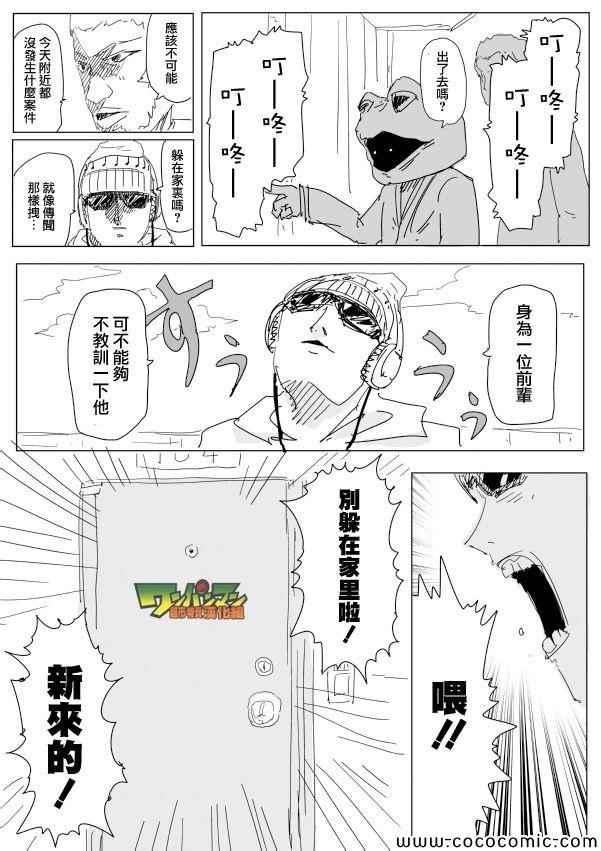 叮——咚——
叮——咚——
出了去嗎?
叮——咚——
叮——咚——
應該不可能
今天附近都
沒發生什麼案件
躲在家裏嗎?
就像傳聞
那樣拽…
身為一位前輩
うぅ
すぅ
可不能夠
不教訓一下他
喂!!
別躲在家里啦!
新來的!
ワンパンマン
www.cococomic.com